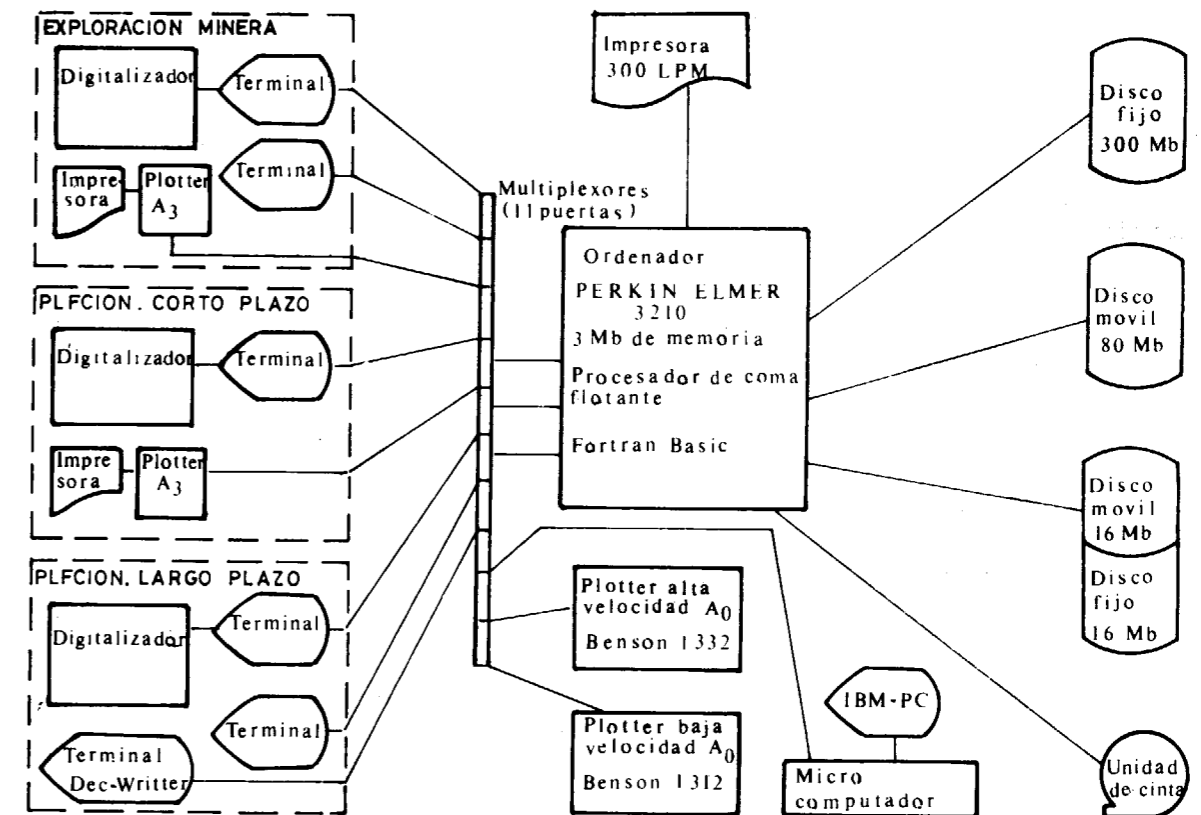 EXPLORACION MINERA
Digitalizador
Terminal
Terminal
Impre-
sora
Plotter
A3
PLFCION. CORTO PLAZO
Digitalizador
Terminal
Impre
sora
Plotter
A3
PLFCION. LARGO PLAZO
Digitalizador
Terminal
Terminal
Terminal
Dec-Writter
Impresora
300 LPM
Multiplexores
(11 puertas)
Ordenador
PERKIN ELMER
3210
3 Mb de memoria
Procesador de coma
flotante
Fortran Basic
Plotter alta
velocidad A0
Benson 1332
Plotter baja
velocidad A0
Benson 1312
IBM-PC
Micro
computador
Disco
fijo
300 Mb
Disco
movil
80 Mb
Disco
movil
16 Mb
Disco
fijo
16 Mb
Unidad
de cinta